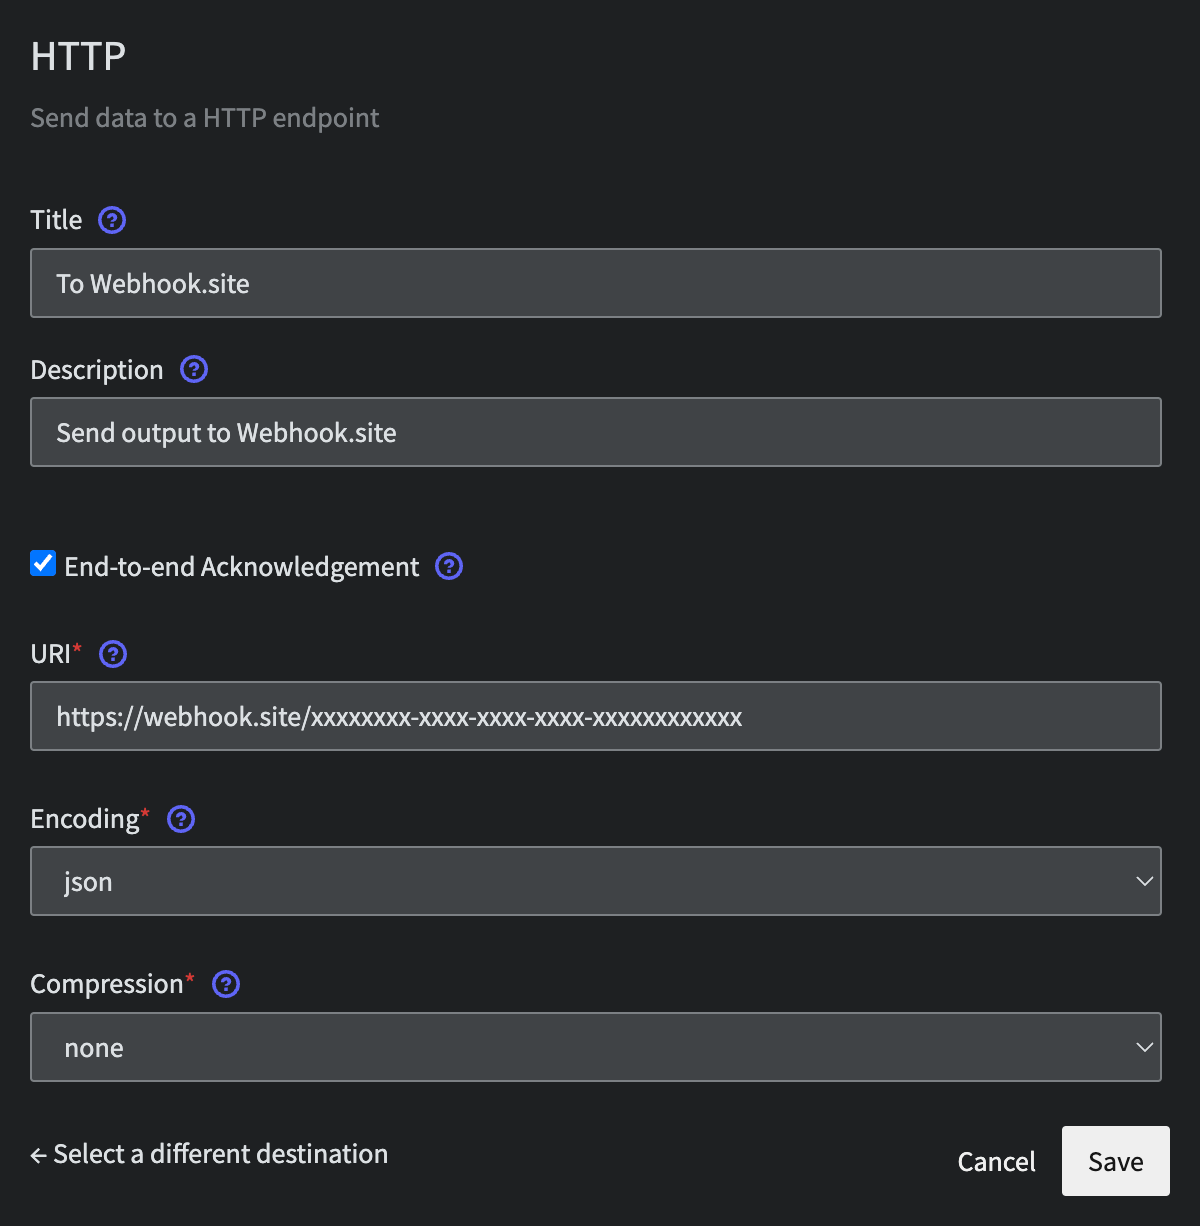 HTTP
Send data to a HTTP endpoint
Title ?
To Webhook.site
Description ?
Send output to Webhook.site
End-to-end Acknowledgement ?
URI* ?
https://webhook.site/xxxxxxxx-xxxx-xxxx-xxxx-xxxxxxxxxxxx
Encoding* ?
json
Compression* ?
none
← Select a different destination
Cancel
Save